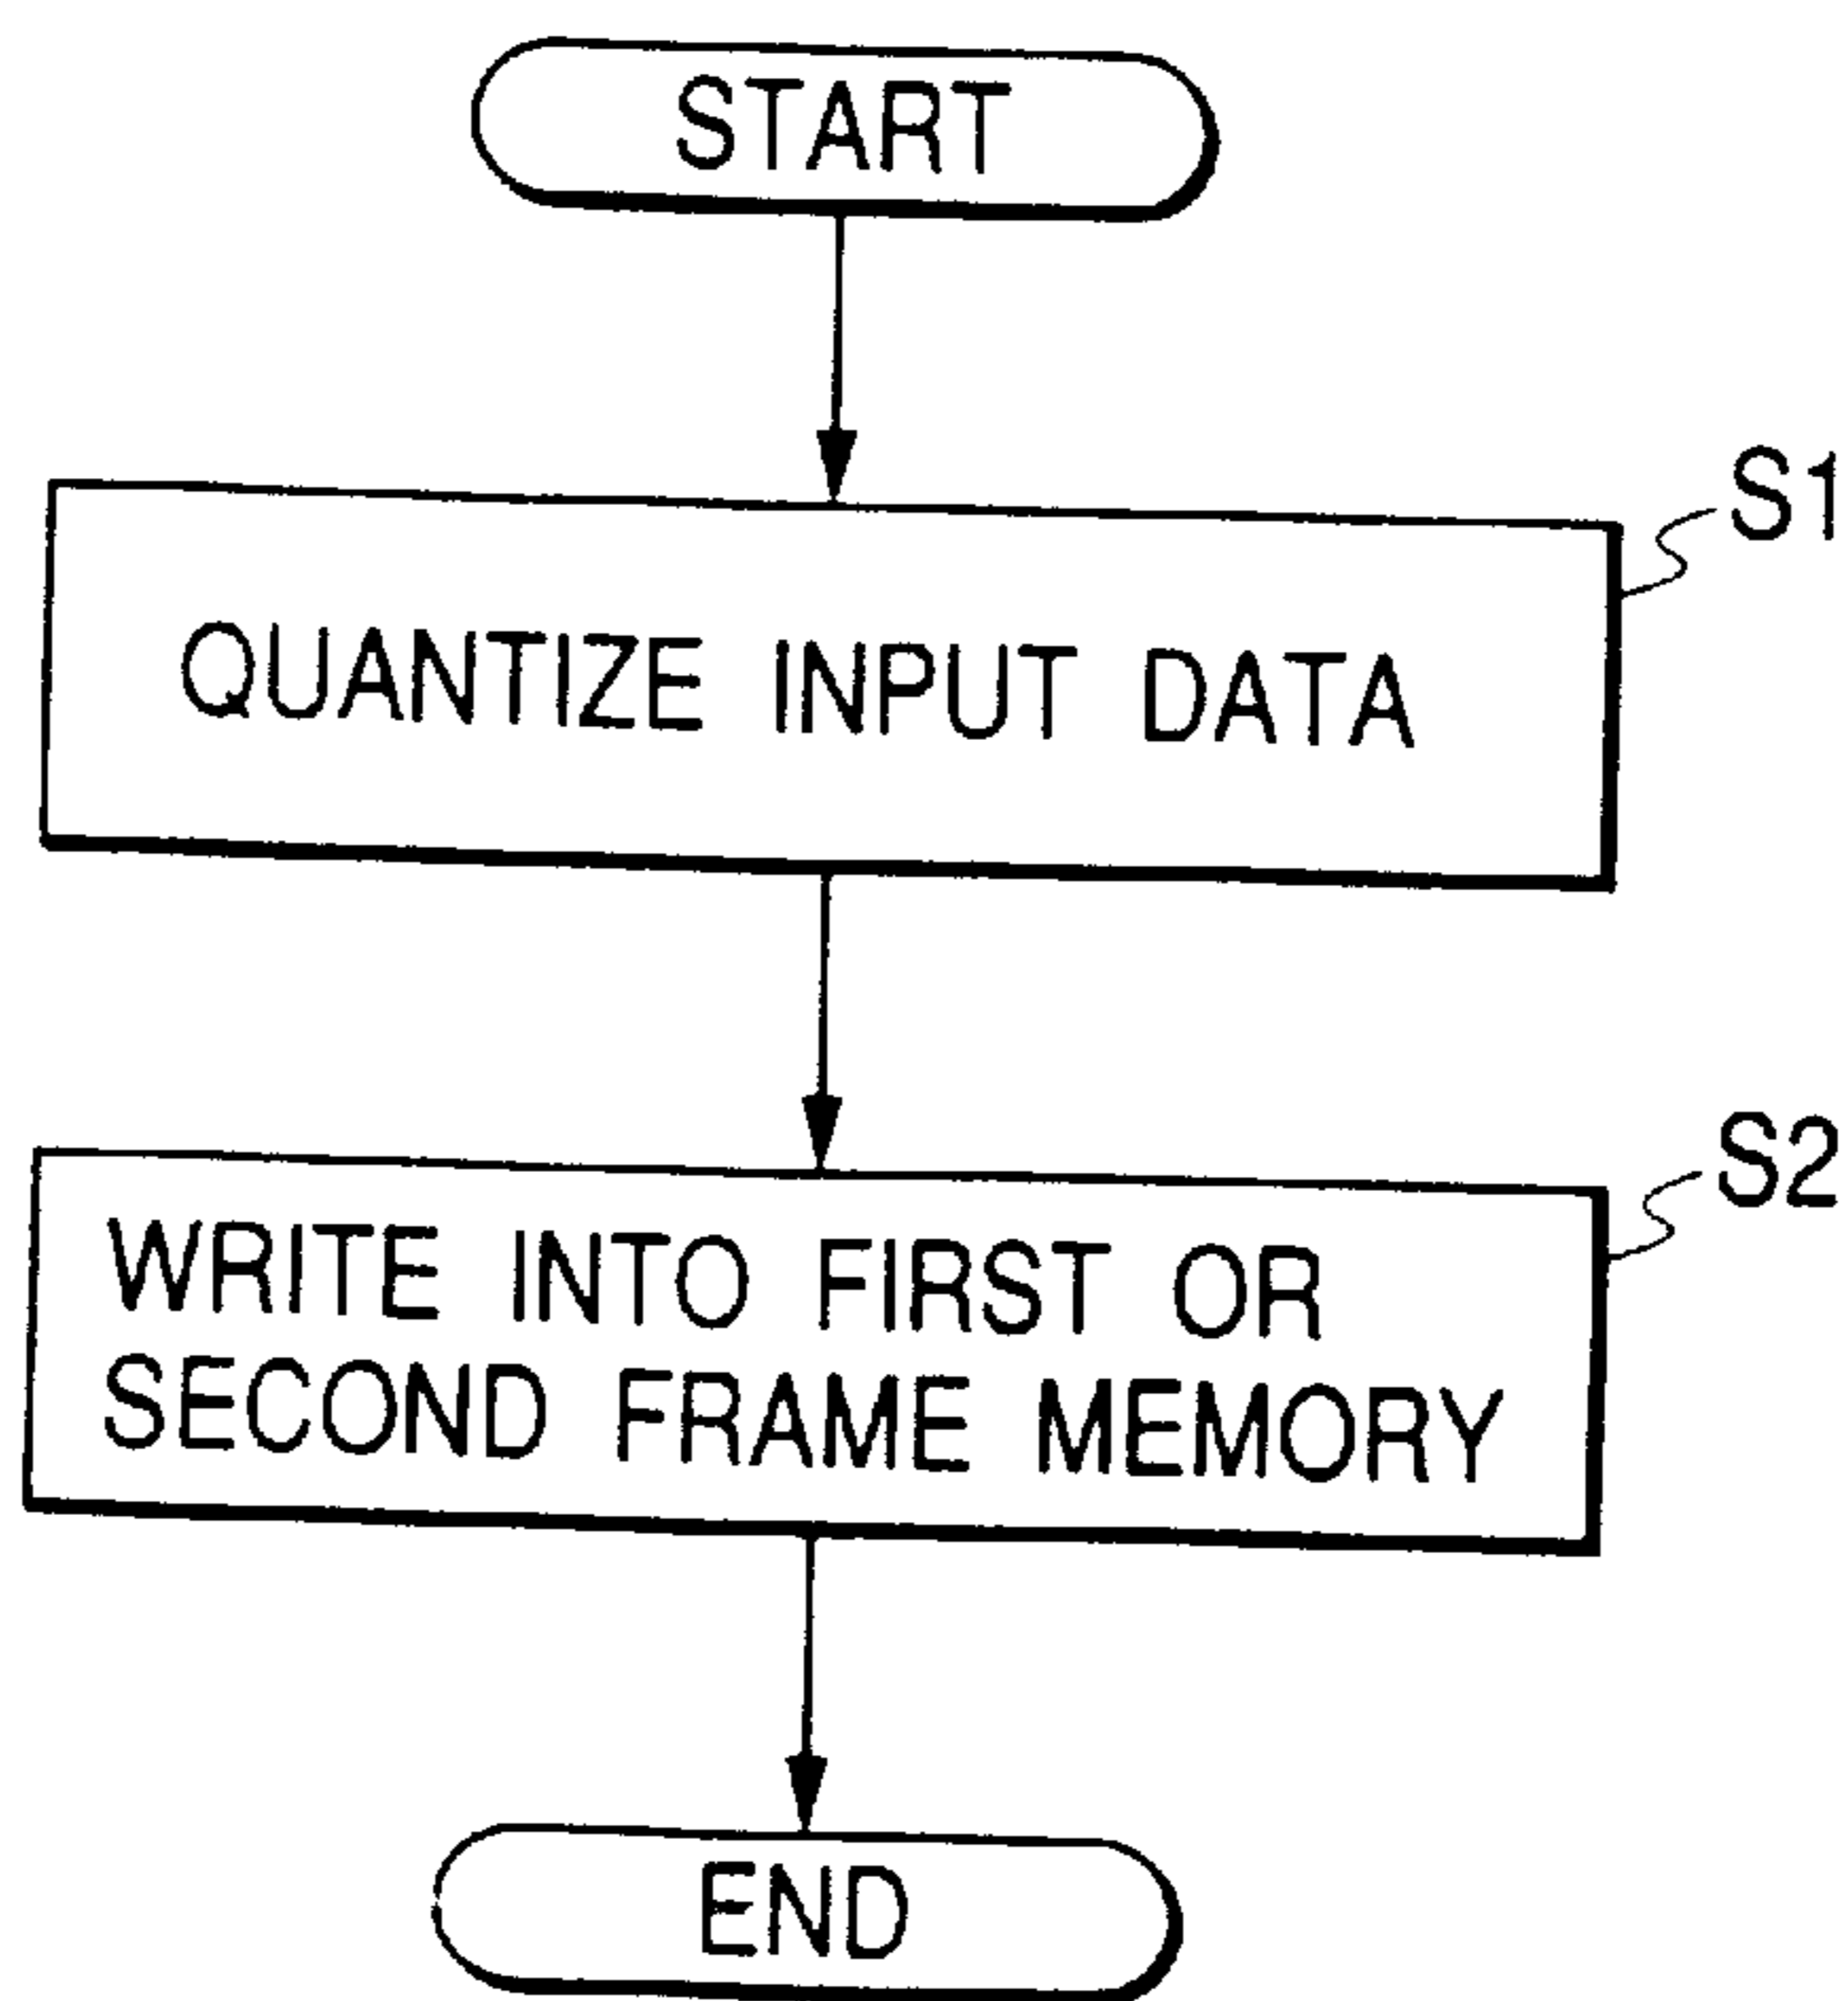 START
S1
QUANTIZE INPUT DATA
S2
WRITE INTO FIRST OR
SECOND FRAME MEMORY
END